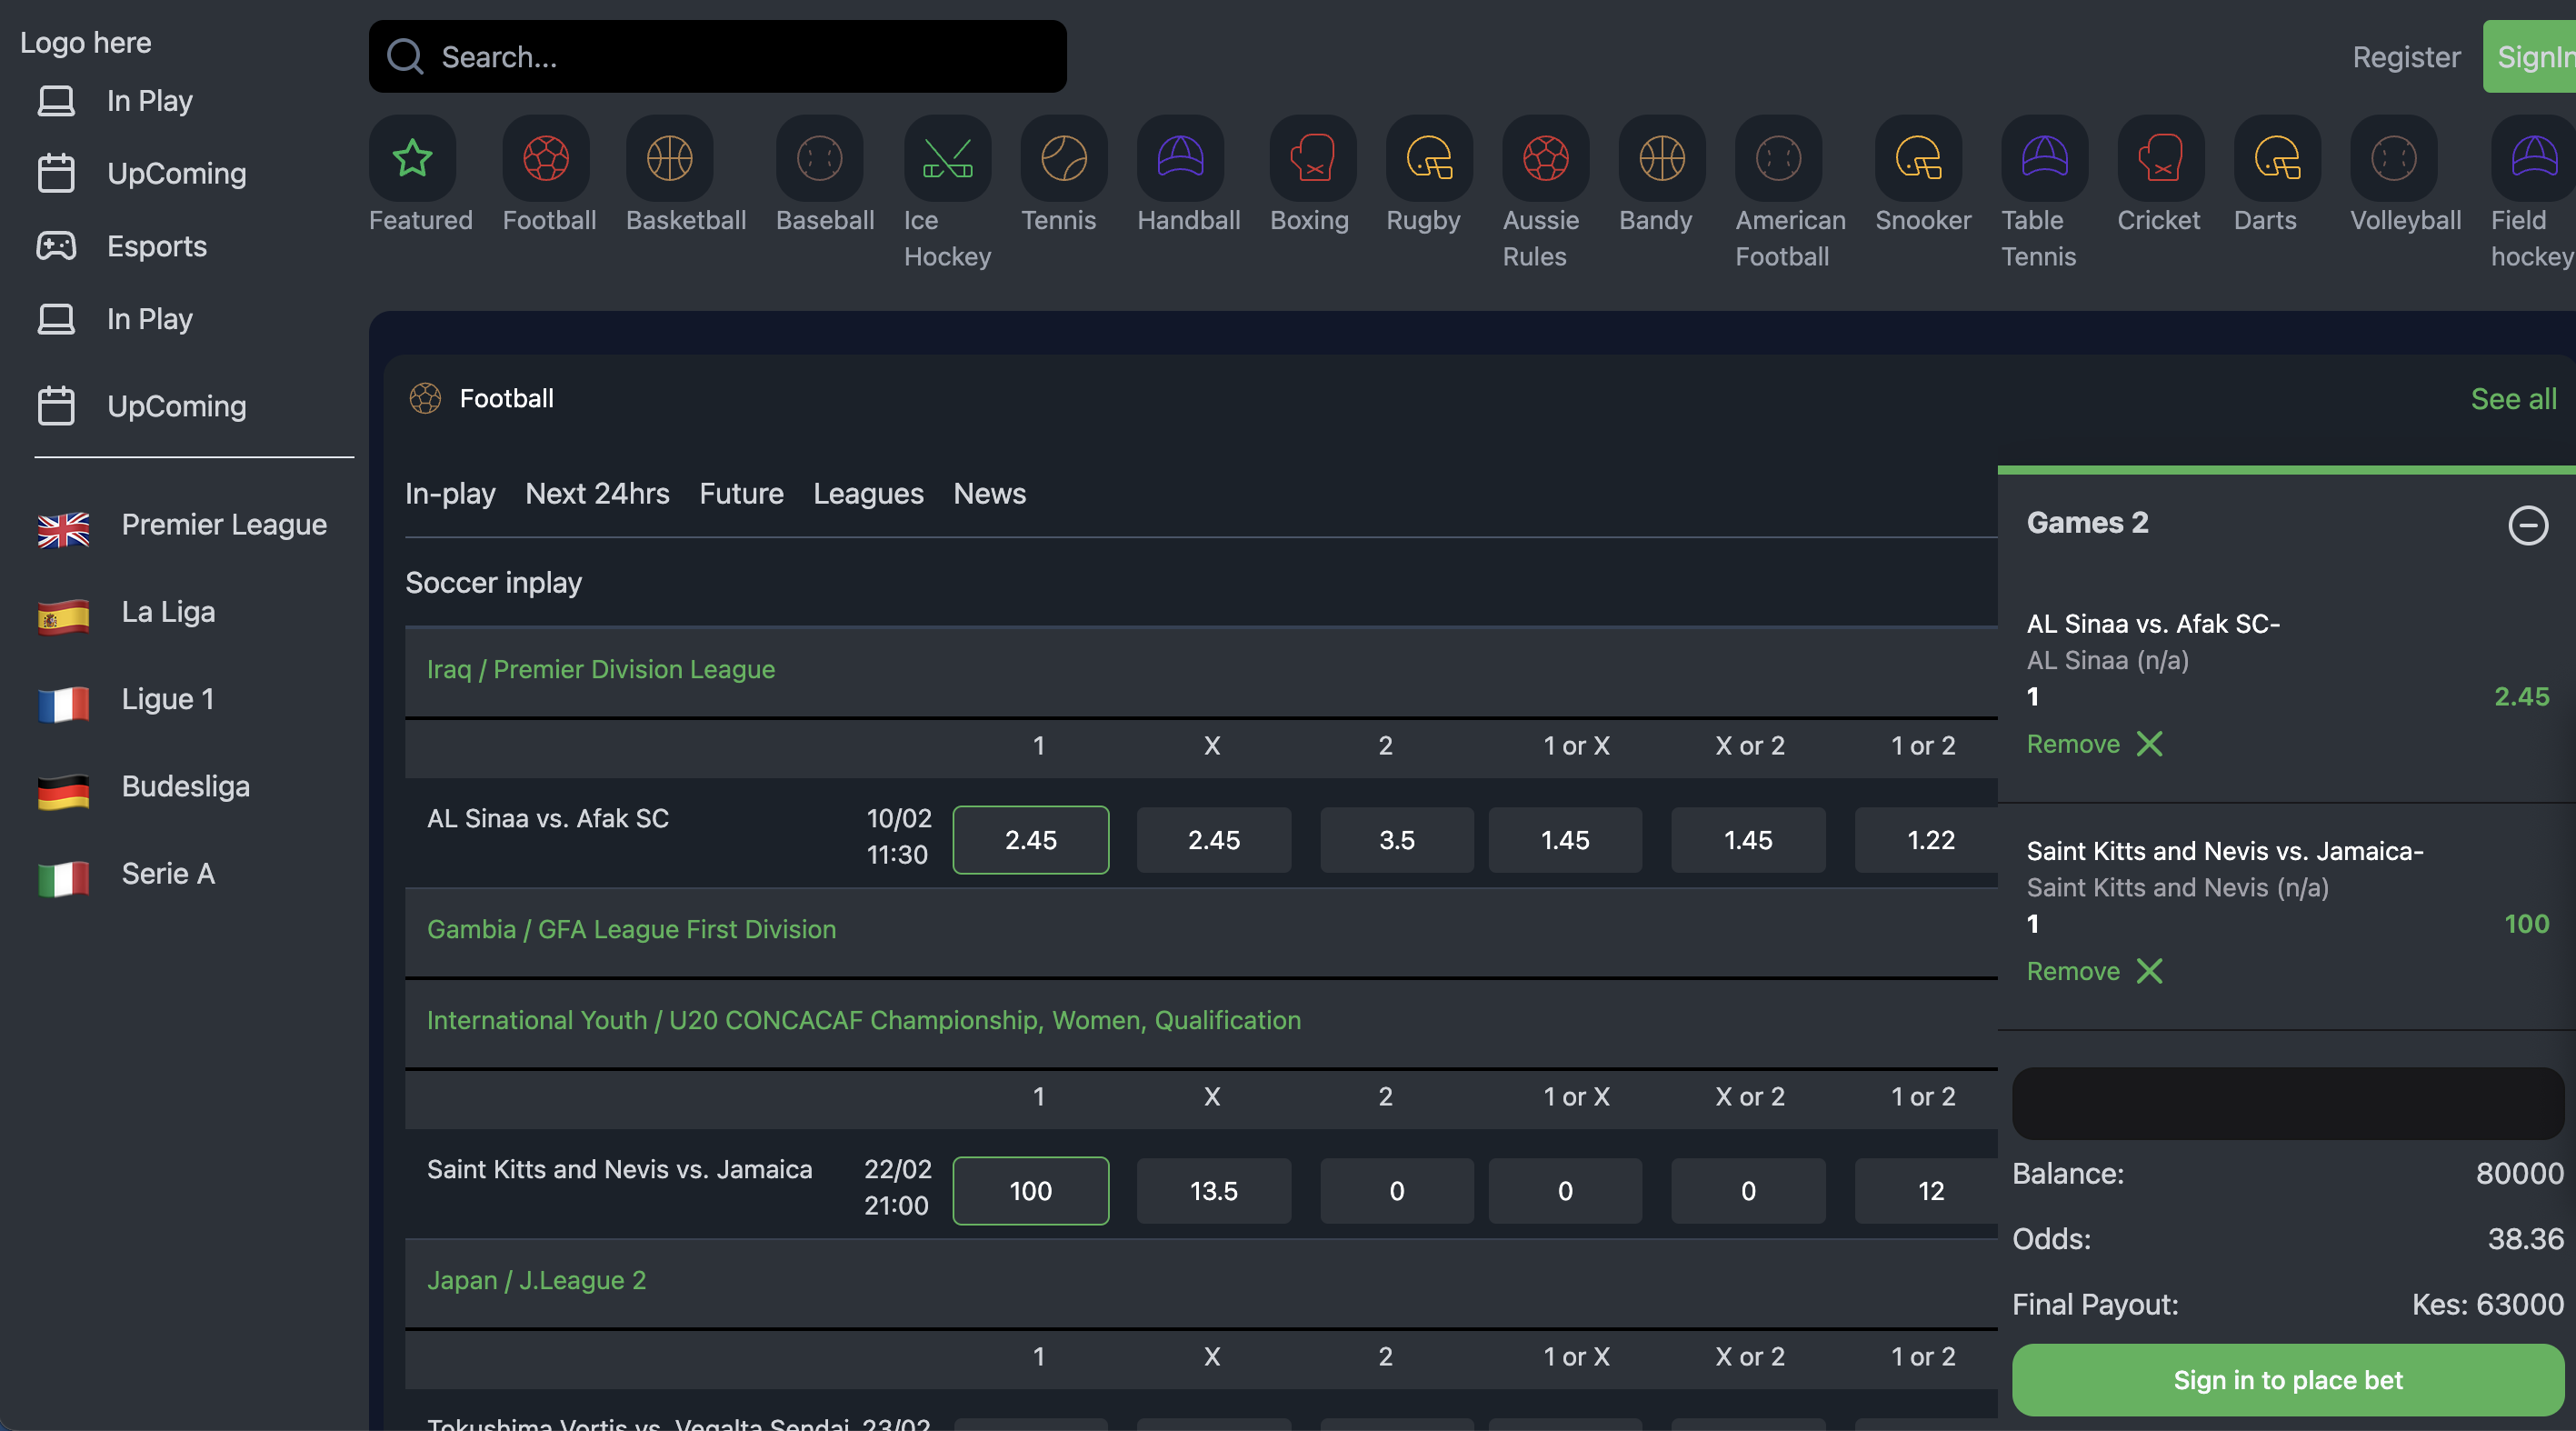 Logo here
In Play
UpComing
Esports
In Play
UpComing
Premier League
La Liga
Ligue 1
Budesliga
Serie A
Search...
Register
SignIn
Featured
Football
Basketball
Baseball
Ice
Hockey
Tennis
Handball
Boxing
Rugby
Aussie
Rules
Bandy
American
Football
Snooker
Table
Tennis
Cricket
Darts
Volleyball
Field
hockey
Football
See all
In-play Next 24hrs Future Leagues News
Soccer inplay
Iraq / Premier Division League
1 X 2 1 or X X or 2 1 or 2
AL Sinaa vs. Afak SC 10/02
11:30
2.45 2.45 3.5 1.45 1.45 1.22
Gambia / GFA League First Division
International Youth / U20 CONCACAF Championship, Women, Qualification
1 X 2 1 or X X or 2 1 or 2
Saint Kitts and Nevis vs. Jamaica 22/02
21:00
100 13.5 0 0 0 12
Japan / J.League 2
1 X 2 1 or X X or 2 1 or 2
Tokushima Vortis vs. Vegalta Sendai 23/02
Games 2
AL Sinaa vs. Afak SC-
AL Sinaa (n/a)
1 2.45
Remove
Saint Kitts and Nevis vs. Jamaica-
Saint Kitts and Nevis (n/a)
1 100
Remove
Balance: 80000
Odds: 38.36
Final Payout: Kes: 63000
Sign in to place bet